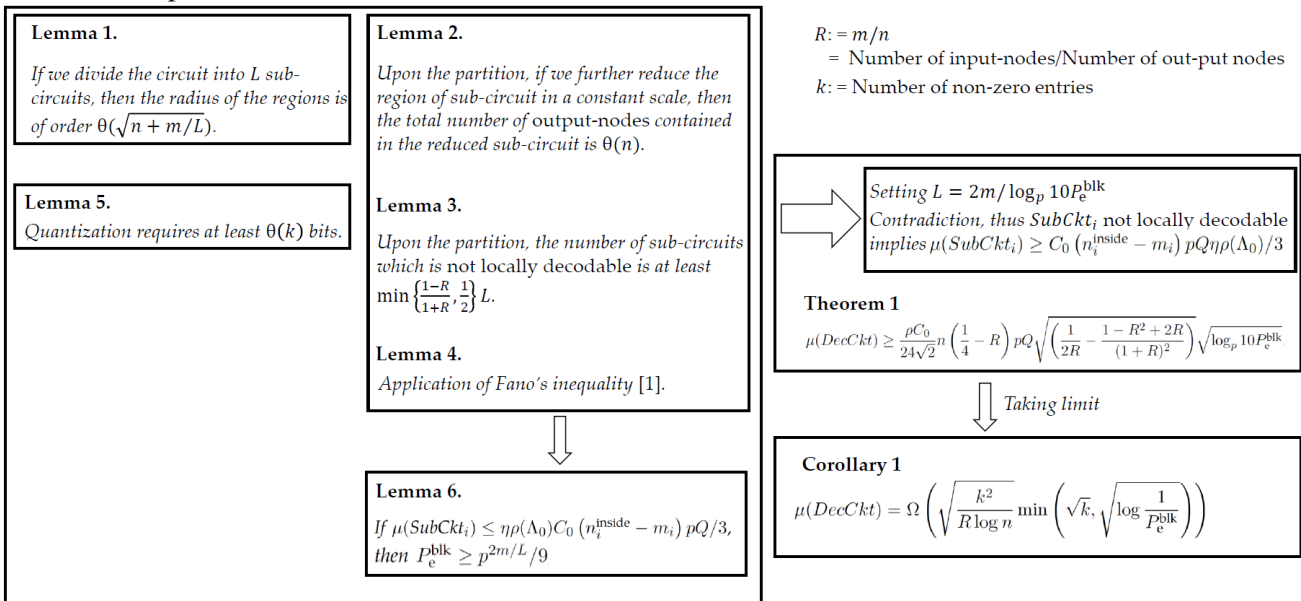 Lemma 1.
If we divide the circuit into L sub-
circuits, then the radius of the regions is
of order θ(√(n + m/L)).
Lemma 5.
Quantization requires at least θ(k) bits.
Lemma 2.
Upon the partition, if we further reduce the
region of sub-circuit in a constant scale, then
the total number of output-nodes contained
in the reduced sub-circuit is θ(n).
Lemma 3.
Upon the partition, the number of sub-circuits
which is not locally decodable is at least
min{(1−R)/(1+R), 1/2} L.
Lemma 4.
Application of Fano's inequality [1].
Lemma 6.
If μ(SubCkt_i) ≤ ηρ(Λ_0)C_0 (n_i^inside − m_i) pQ/3,
then P_e^blk ≥ p^{2m/L}/9
R: = m/n
= Number of input-nodes/Number of out-put nodes
k: = Number of non-zero entries
Setting L = 2m/ log_p 10P_e^blk
Contradiction, thus SubCkt_i not locally decodable
implies μ(SubCkt_i) ≥ C_0 (n_i^inside − m_i) pQηρ(Λ_0)/3
Theorem 1
μ(DecCkt) ≥ (ρC_0)/(24√2) n (1/4 − R) pQ √((1/(2R) − (1 − R^2 + 2R)/((1 + R)^2))) √(log_p 10P_e^blk)
Taking limit
Corollary 1
μ(DecCkt) = Ω(√(k^2/(R log n)) min(√k, √(log 1/P_e^blk)))